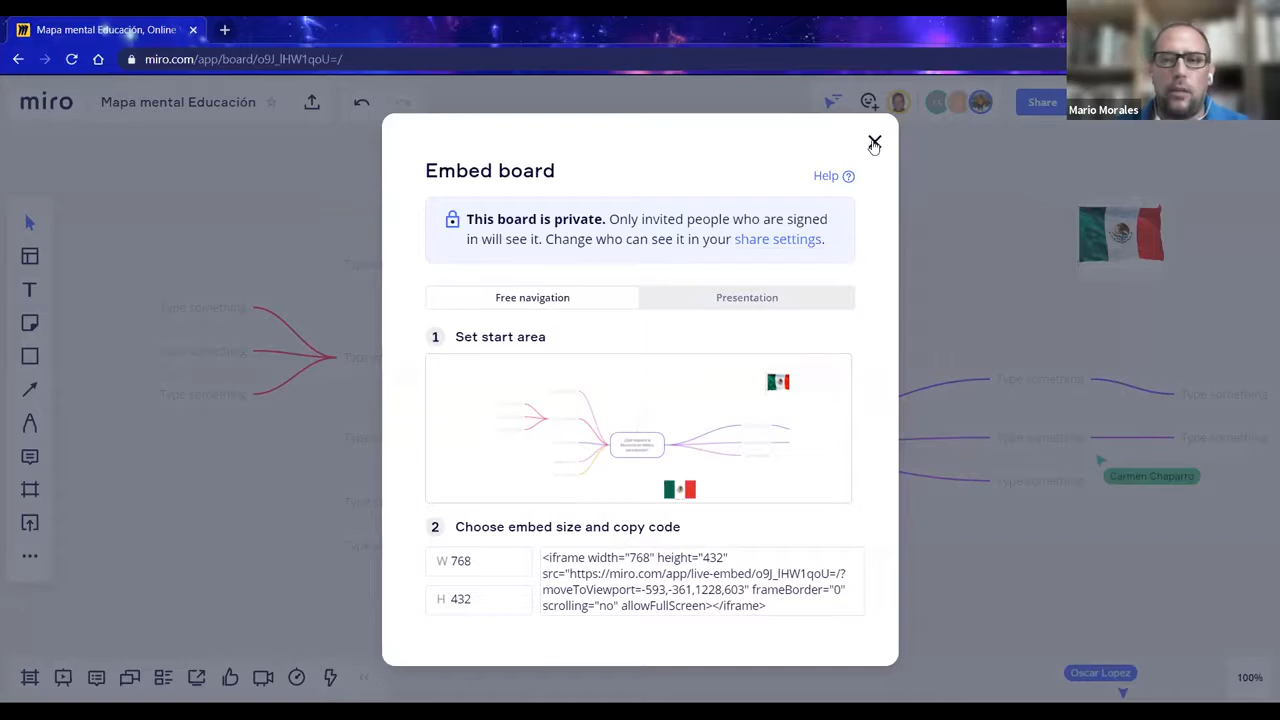 Mapa mental Educación, Online
miro.com/app/board/o9J_lHW1qoU=/
Mario Morales
miro
Mapa mental Educación
Share
Embed board
Help
This board is private. Only invited people who are signed
in will see it. Change who can see it in your share settings.
Free navigation
Presentation
1 Set start area
2 Choose embed size and copy code
W 768
H 432
<iframe width="768" height="432"
src="https://miro.com/app/live-embed/o9J_lHW1qoU=/?
moveToViewport=-593,-361,1228,603" frameBorder="0"
scrolling="no" allowFullScreen></iframe>
Type something
Type something
Type something
Type something
Type something
Type something
Type something
Type something
Carmen Chaparro
Oscar Lopez
100%